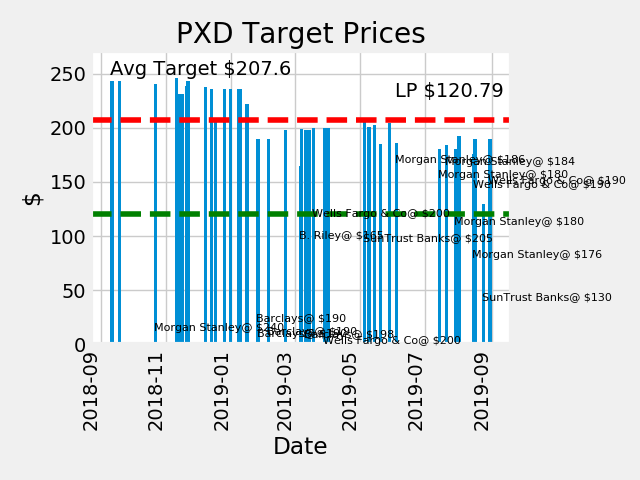 PXD Target Prices
Avg Target $207.6
LP $120.79
250
200
150
100
50
0
$
Morgan Stanley@ $186
Morgan Stanley@ $184
Morgan Stanley@ $180
Wells Fargo & Co@ $190
Wells Fargo & Co@ $190
Wells Fargo & Co@ $200
Morgan Stanley@ $180
B. Riley@ $165
SunTrust Banks@ $205
Morgan Stanley@ $176
SunTrust Banks@ $130
Barclays@ $190
Morgan Stanley@ $240
Barclays@ $190
Wells Fargo & Co@ $200
2018-09
2018-11
2019-01
2019-03
2019-05
2019-07
2019-09
Date